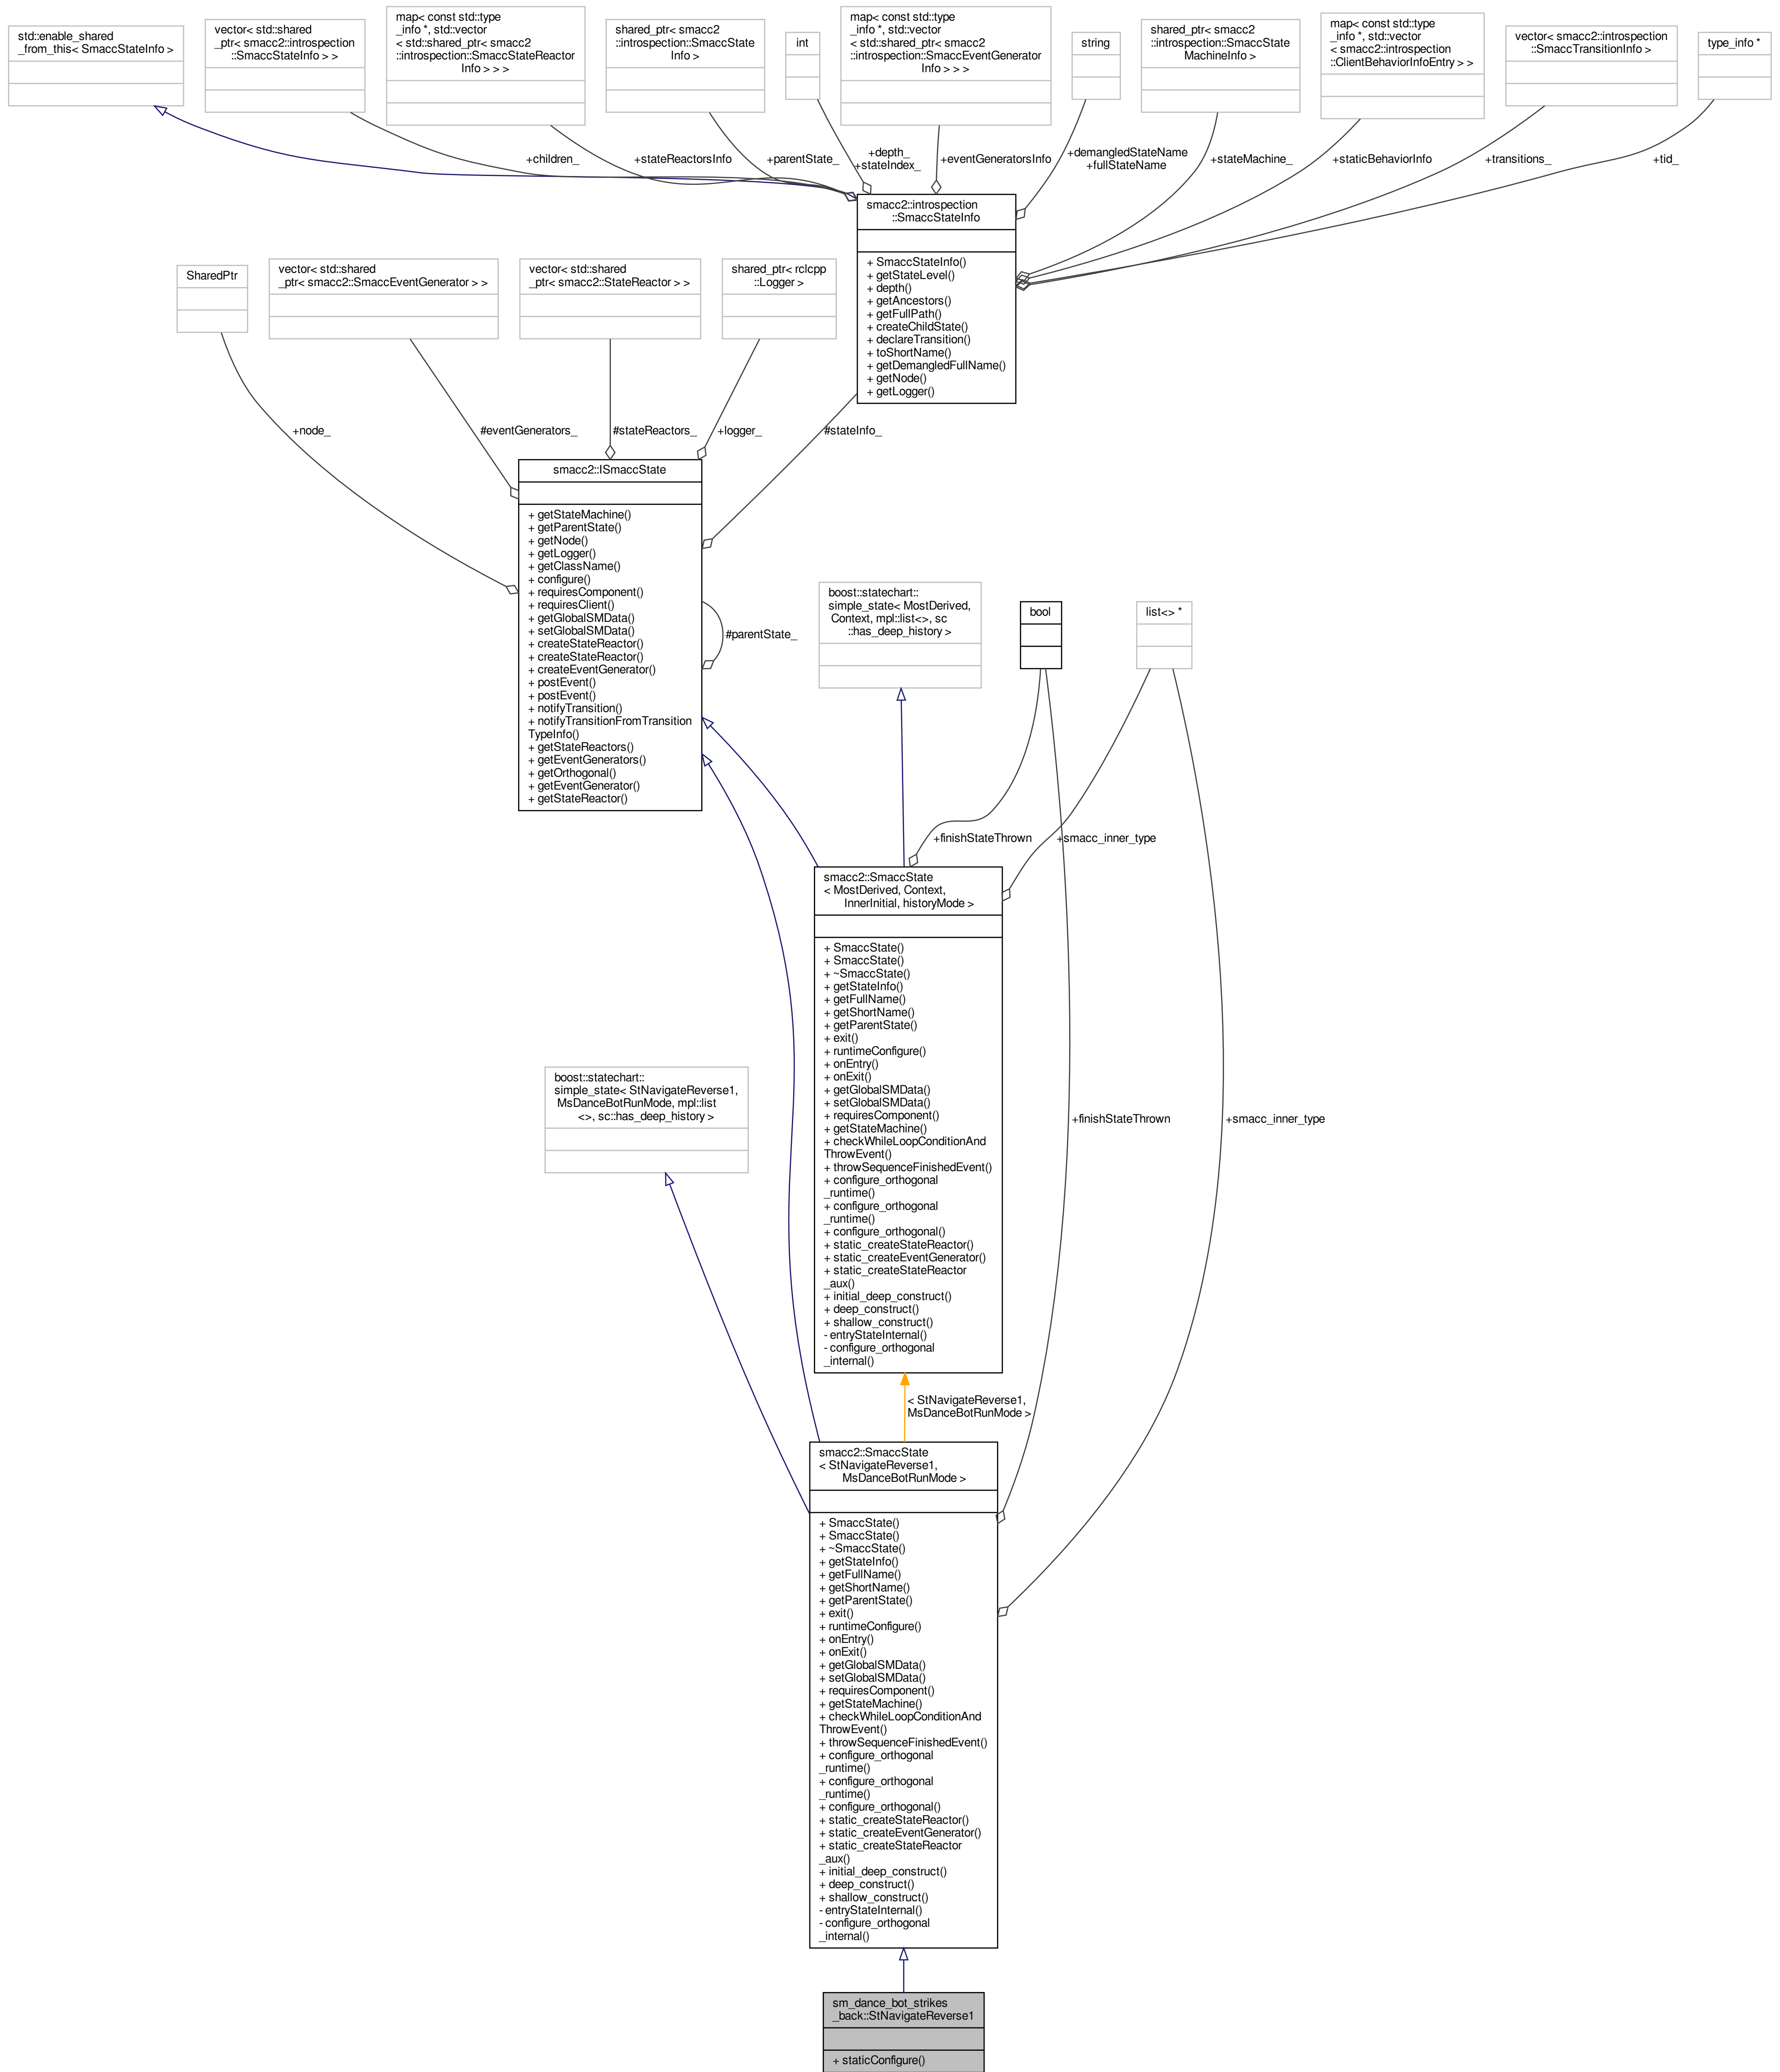 std::enable_shared
_from_this< SmaccStateInfo >
vector< std::shared
_ptr< smacc2::introspection
::SmaccStateInfo > >
map< const std::type
_info *, std::vector
< std::shared_ptr< smacc2
::introspection::SmaccStateReactor
Info > > >
shared_ptr< smacc2
::introspection::SmaccState
Info >
int
map< const std::type
_info *, std::vector
< std::shared_ptr< smacc2
::introspection::SmaccEventGenerator
Info > > >
string
shared_ptr< smacc2
::introspection::SmaccState
MachineInfo >
map< const std::type
_info *, std::vector
< smacc2::introspection
::ClientBehaviorInfoEntry > >
vector< smacc2::introspection
::SmaccTransitionInfo >
type_info *
+children_
+stateReactorsInfo
+parentState_
+depth_
+stateIndex_
+eventGeneratorsInfo
+demangledStateName
+fullStateName
+stateMachine_
+staticBehaviorInfo
+transitions_
+tid_
smacc2::introspection
::SmaccStateInfo
+ SmaccStateInfo()
+ getStateLevel()
+ depth()
+ getAncestors()
+ getFullPath()
+ createChildState()
+ declareTransition()
+ toShortName()
+ getDemangledFullName()
+ getNode()
+ getLogger()
SharedPtr
vector< std::shared
_ptr< smacc2::SmaccEventGenerator > >
vector< std::shared
_ptr< smacc2::StateReactor > >
shared_ptr< rclcpp
::Logger >
+node_
#eventGenerators_
#stateReactors_
+logger_
#stateInfo_
smacc2::ISmaccState
+ getStateMachine()
+ getParentState()
+ getNode()
+ getLogger()
+ getClassName()
+ configure()
+ requiresComponent()
+ requiresClient()
+ getGlobalSMData()
+ setGlobalSMData()
+ createStateReactor()
+ createStateReactor()
+ createEventGenerator()
+ postEvent()
+ postEvent()
+ notifyTransition()
+ notifyTransitionFromTransition
TypeInfo()
+ getStateReactors()
+ getEventGenerators()
+ getOrthogonal()
+ getEventGenerator()
+ getStateReactor()
#parentState_
boost::statechart::
simple_state< MostDerived,
Context, mpl::list<>, sc
::has_deep_history >
bool
list<> *
+finishStateThrown
+smacc_inner_type
smacc2::SmaccState
< MostDerived, Context,
InnerInitial, historyMode >
+ SmaccState()
+ SmaccState()
+ ~SmaccState()
+ getStateInfo()
+ getFullName()
+ getShortName()
+ getParentState()
+ exit()
+ runtimeConfigure()
+ onEntry()
+ onExit()
+ getGlobalSMData()
+ setGlobalSMData()
+ requiresComponent()
+ getStateMachine()
+ checkWhileLoopConditionAnd
ThrowEvent()
+ throwSequenceFinishedEvent()
+ configure_orthogonal
_runtime()
+ configure_orthogonal
_runtime()
+ configure_orthogonal()
+ static_createStateReactor()
+ static_createEventGenerator()
+ static_createStateReactor
_aux()
+ initial_deep_construct()
+ deep_construct()
+ shallow_construct()
- entryStateInternal()
- configure_orthogonal
_internal()
boost::statechart::
simple_state< StNavigateReverse1,
MsDanceBotRunMode, mpl::list
<>, sc::has_deep_history >
+finishStateThrown
+smacc_inner_type
< StNavigateReverse1,
MsDanceBotRunMode >
smacc2::SmaccState
< StNavigateReverse1,
MsDanceBotRunMode >
+ SmaccState()
+ SmaccState()
+ ~SmaccState()
+ getStateInfo()
+ getFullName()
+ getShortName()
+ getParentState()
+ exit()
+ runtimeConfigure()
+ onEntry()
+ onExit()
+ getGlobalSMData()
+ setGlobalSMData()
+ requiresComponent()
+ getStateMachine()
+ checkWhileLoopConditionAnd
ThrowEvent()
+ throwSequenceFinishedEvent()
+ configure_orthogonal
_runtime()
+ configure_orthogonal
_runtime()
+ configure_orthogonal()
+ static_createStateReactor()
+ static_createEventGenerator()
+ static_createStateReactor
_aux()
+ initial_deep_construct()
+ deep_construct()
+ shallow_construct()
- entryStateInternal()
- configure_orthogonal
_internal()
sm_dance_bot_strikes
_back::StNavigateReverse1
+ staticConfigure()